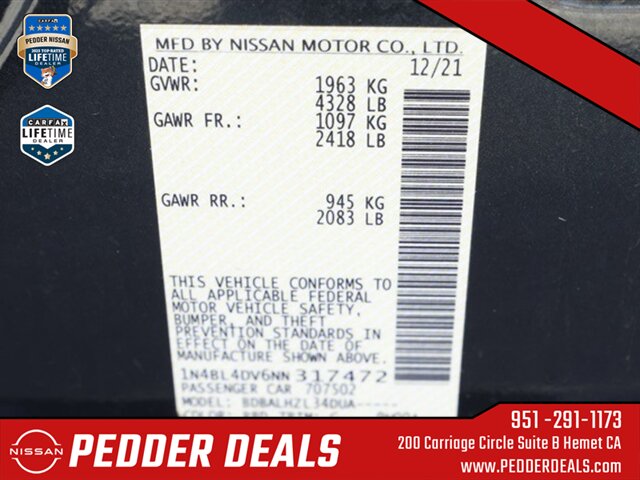 CARFAX
PEDDER NISSAN
2023 TOP-RATED
LIFETIME
DEALER
CARFAX
LIFETIME
DEALER
MFD BY NISSAN MOTOR CO., LTD.
DATE: 12/21
GVWR: 1963 KG
4328 LB
GAWR FR.: 1097 KG
2418 LB
GAWR RR.: 945 KG
2083 LB
THIS VEHICLE CONFORMS TO
ALL APPLICABLE FEDERAL
MOTOR VEHICLE SAFETY,
BUMPER, AND THEFT
PREVENTION STANDARDS IN
EFFECT ON THE DATE OF
MANUFACTURE SHOWN ABOVE.
1N4BL4DV6NN317472
PASSENGER CAR 707502
MODEL: BDBALHZL34DUA-----
NISSAN
PEDDER DEALS
951 -291-1173
200 Carriage Circle Suite B Hemet CA
WWW.PEDDERDEALS.COM